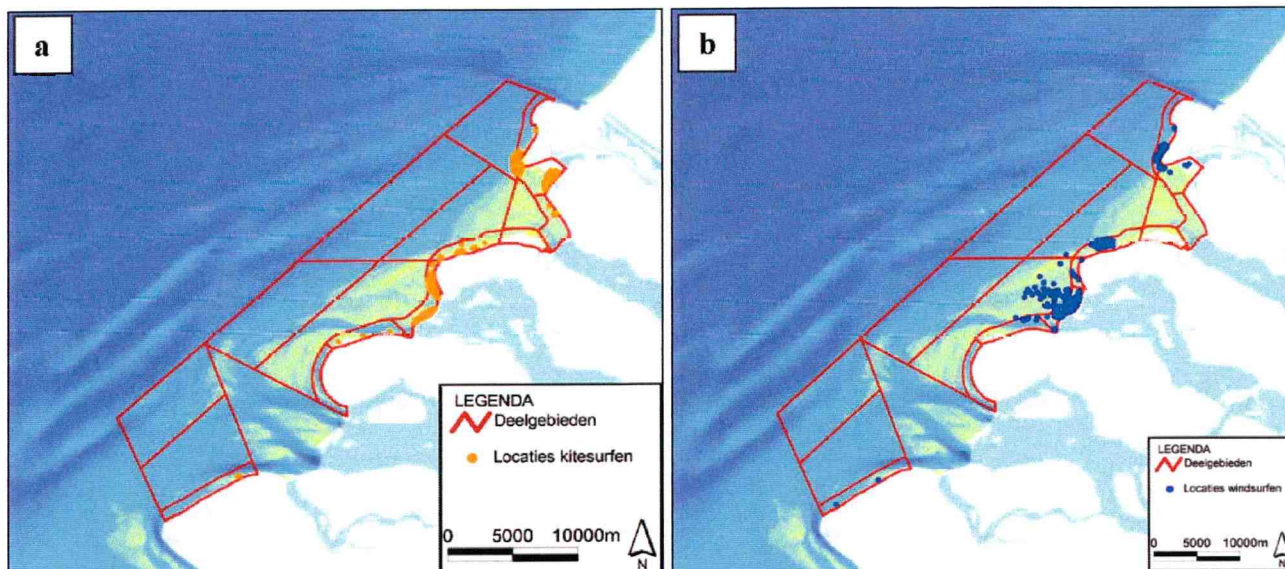 a
LEGENDA
Deelgebieden
Locaties kitesurfen
0 5000 10000m
N
b
LEGENDA
Deelgebieden
Locaties windsurfen
0 5000 10000m
N